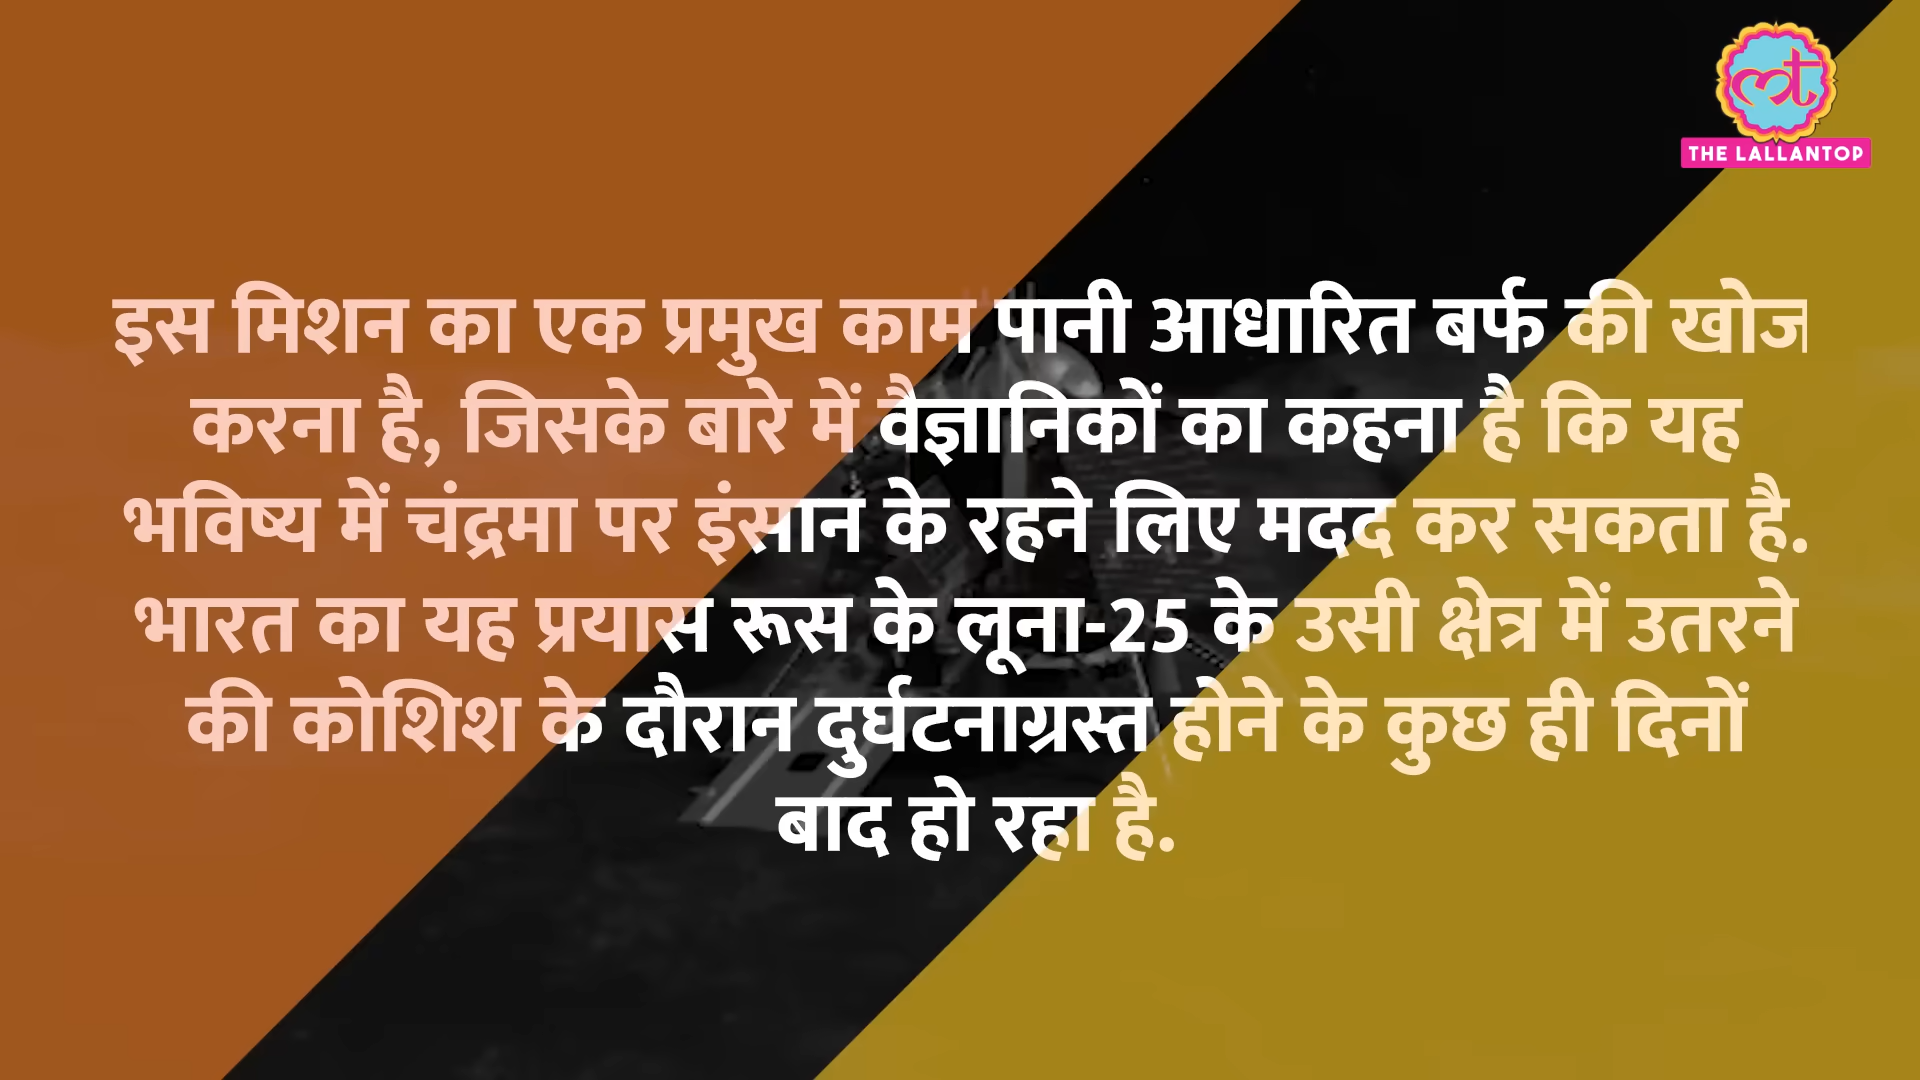 THE LALLANTOP
इस मिशन का एक प्रमुख काम पानी आधारित बर्फ की खोज
करना है, जिसके बारे में वैज्ञानिकों का कहना है कि यह
भविष्य में चंद्रमा पर इंसान के रहने लिए मदद कर सकता है.
भारत का यह प्रयास रूस के लूना-25 के उसी क्षेत्र में उतरने
की कोशिश के दौरान दुर्घटनाग्रस्त होने के कुछ ही दिनों
बाद हो रहा है.